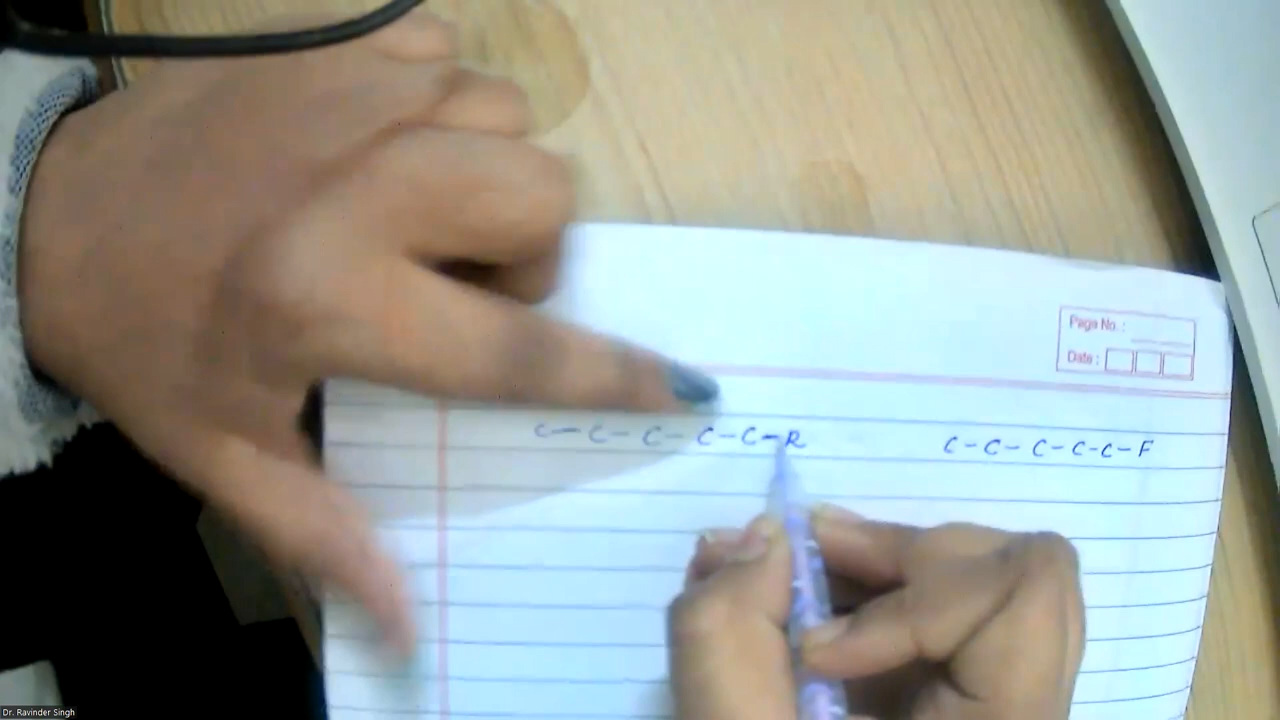 Page No. :
Date :
C-C-C-C-C-R C-C-C-C-C-F
Dr. Ravinder Singh